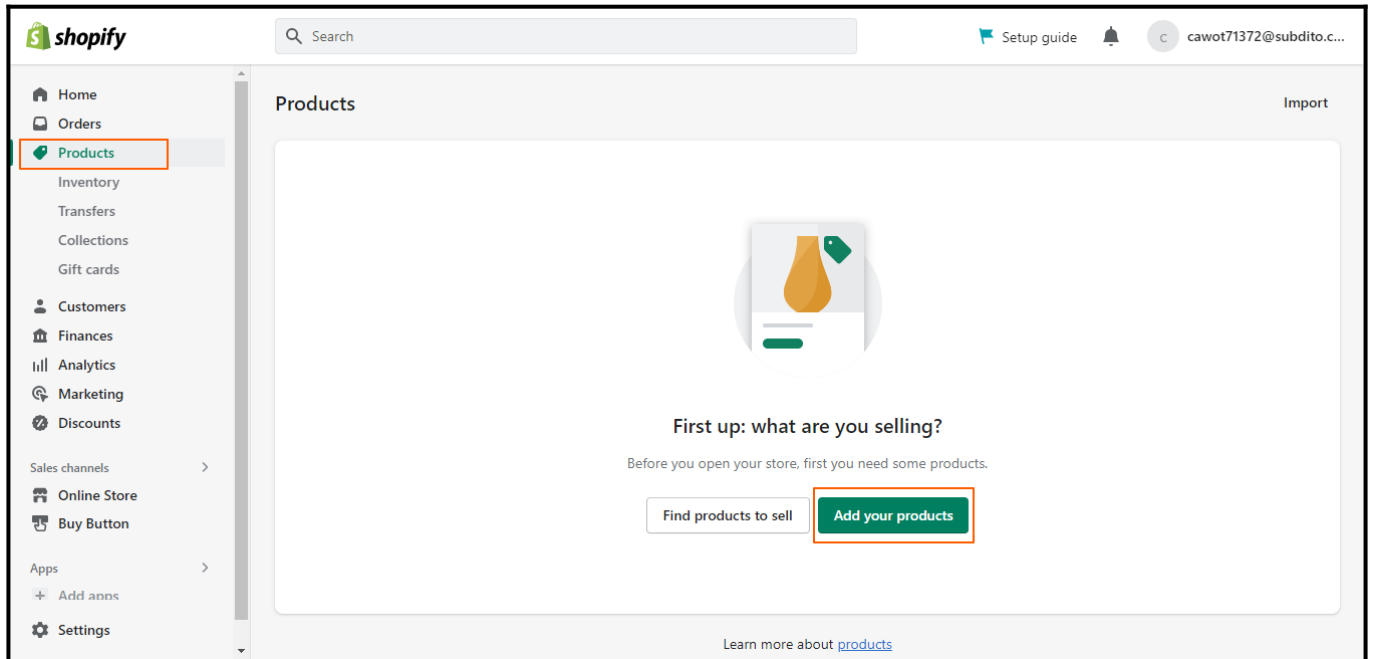 shopify
Search
Setup guide
C
cawot71372@subdito.c...
Home
Orders
Products
Inventory
Transfers
Collections
Gift cards
Customers
Finances
Analytics
Marketing
Discounts
Sales channels
Online Store
Buy Button
Apps
+ Add apps
Settings
Products
Import
First up: what are you selling?
Before you open your store, first you need some products.
Find products to sell
Add your products
Learn more about products